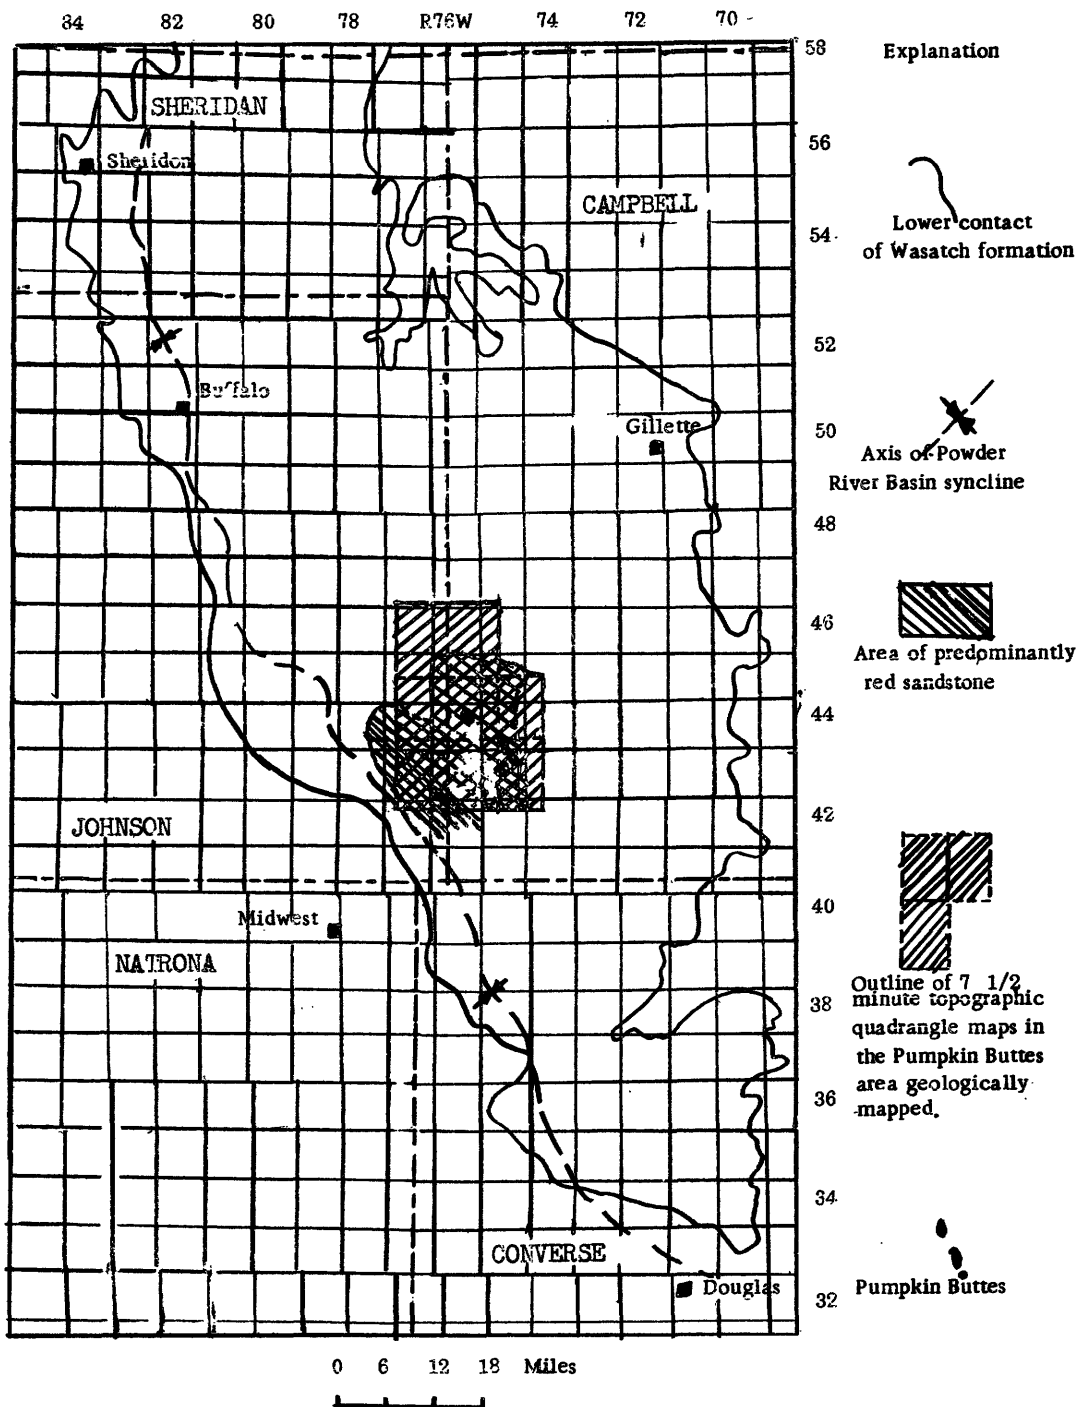 84 82 80 78 R76W 74 72 70
58
Explanation
SHERIDAN
56
Sheridon
CAMPBELL
Lower contact
of Wasatch formation
54
52
Buffalo
Gillette
50
Axis of Powder
River Basin syncline
48
46
Area of predominantly
red sandstone
44
42
JOHNSON
40
Midwest
NATRONA
38
Outline of 7 1/2
minute topographic
quadrangle maps in
the Pumpkin Buttes
area geologically
mapped.
36
34
CONVERSE
Douglas
32
Pumpkin Buttes
0 6 12 18 Miles